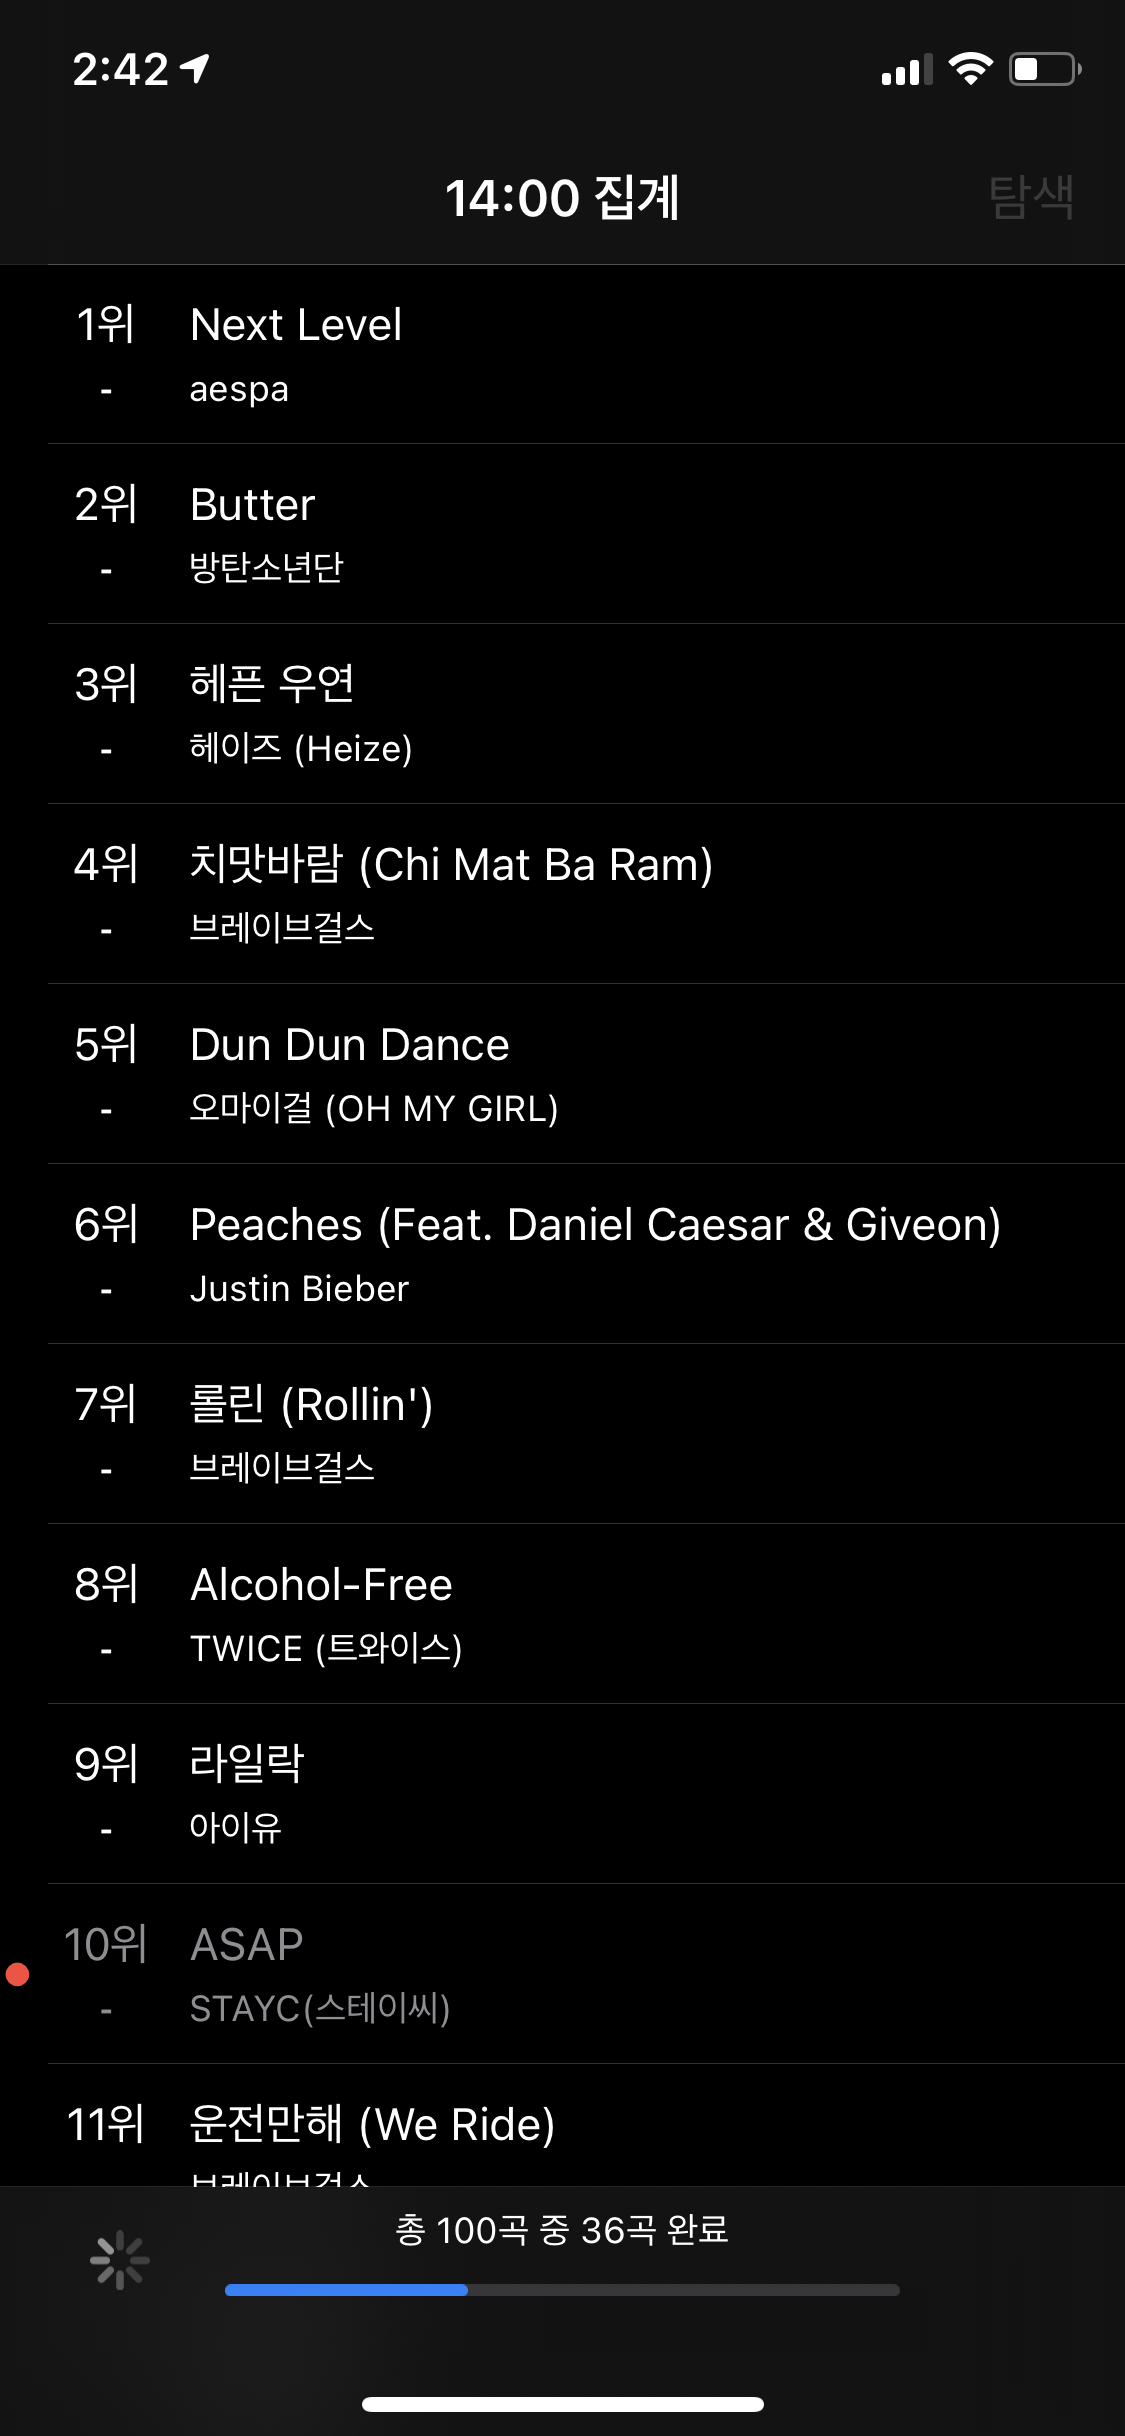 2:42
14:00 집계
탐색
1위 Next Level
- aespa
2위 Butter
- 방탄소년단
3위 헤픈 우연
- 헤이즈 (Heize)
4위 치맛바람 (Chi Mat Ba Ram)
- 브레이브걸스
5위 Dun Dun Dance
- 오마이걸 (OH MY GIRL)
6위 Peaches (Feat. Daniel Caesar & Giveon)
- Justin Bieber
7위 롤린 (Rollin')
- 브레이브걸스
8위 Alcohol-Free
- TWICE (트와이스)
9위 라일락
- 아이유
10위 ASAP
- STAYC(스테이씨)
11위 운전만해 (We Ride)
브레이브걸스
총 100곡 중 36곡 완료